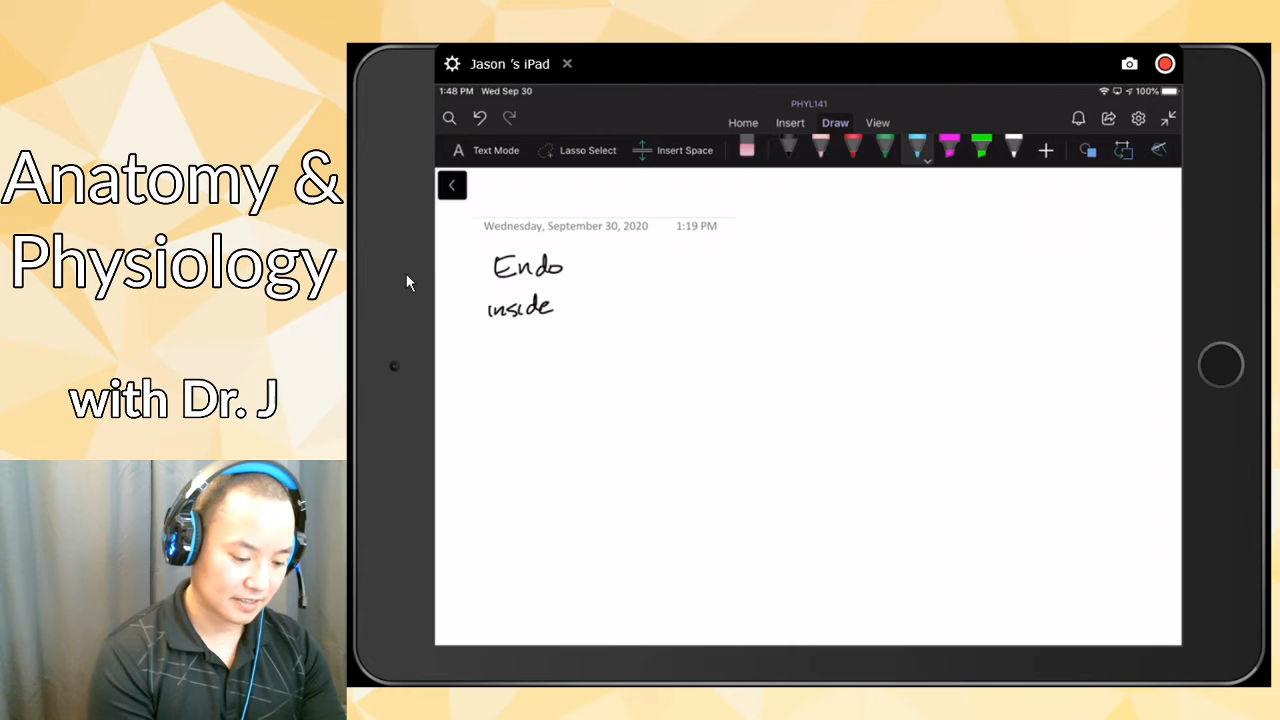 Anatomy &
Physiology
with Dr. J
Jason 's iPad
1:48 PM Wed Sep 30
100%
PHYL141
Home Insert Draw View
Text Mode Lasso Select Insert Space
Wednesday, September 30, 2020 1:19 PM
Endo
inside